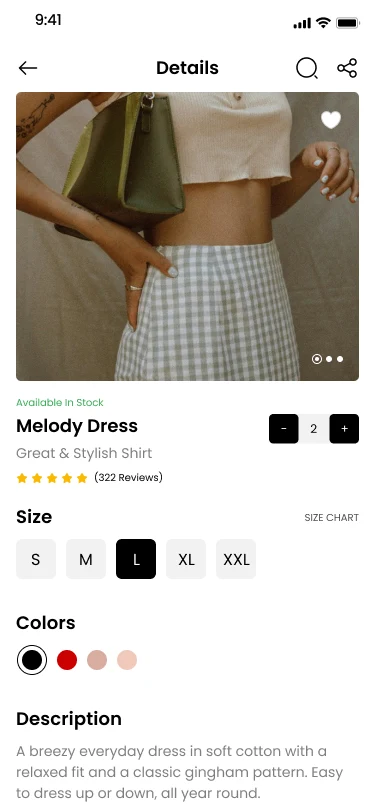 9:41
Details
Available In Stock
Melody Dress
- 2 +
Great & Stylish Shirt
(322 Reviews)
Size
SIZE CHART
S M L XL XXL
Colors
Description
A breezy everyday dress in soft cotton with a
relaxed fit and a classic gingham pattern. Easy
to dress up or down, all year round.